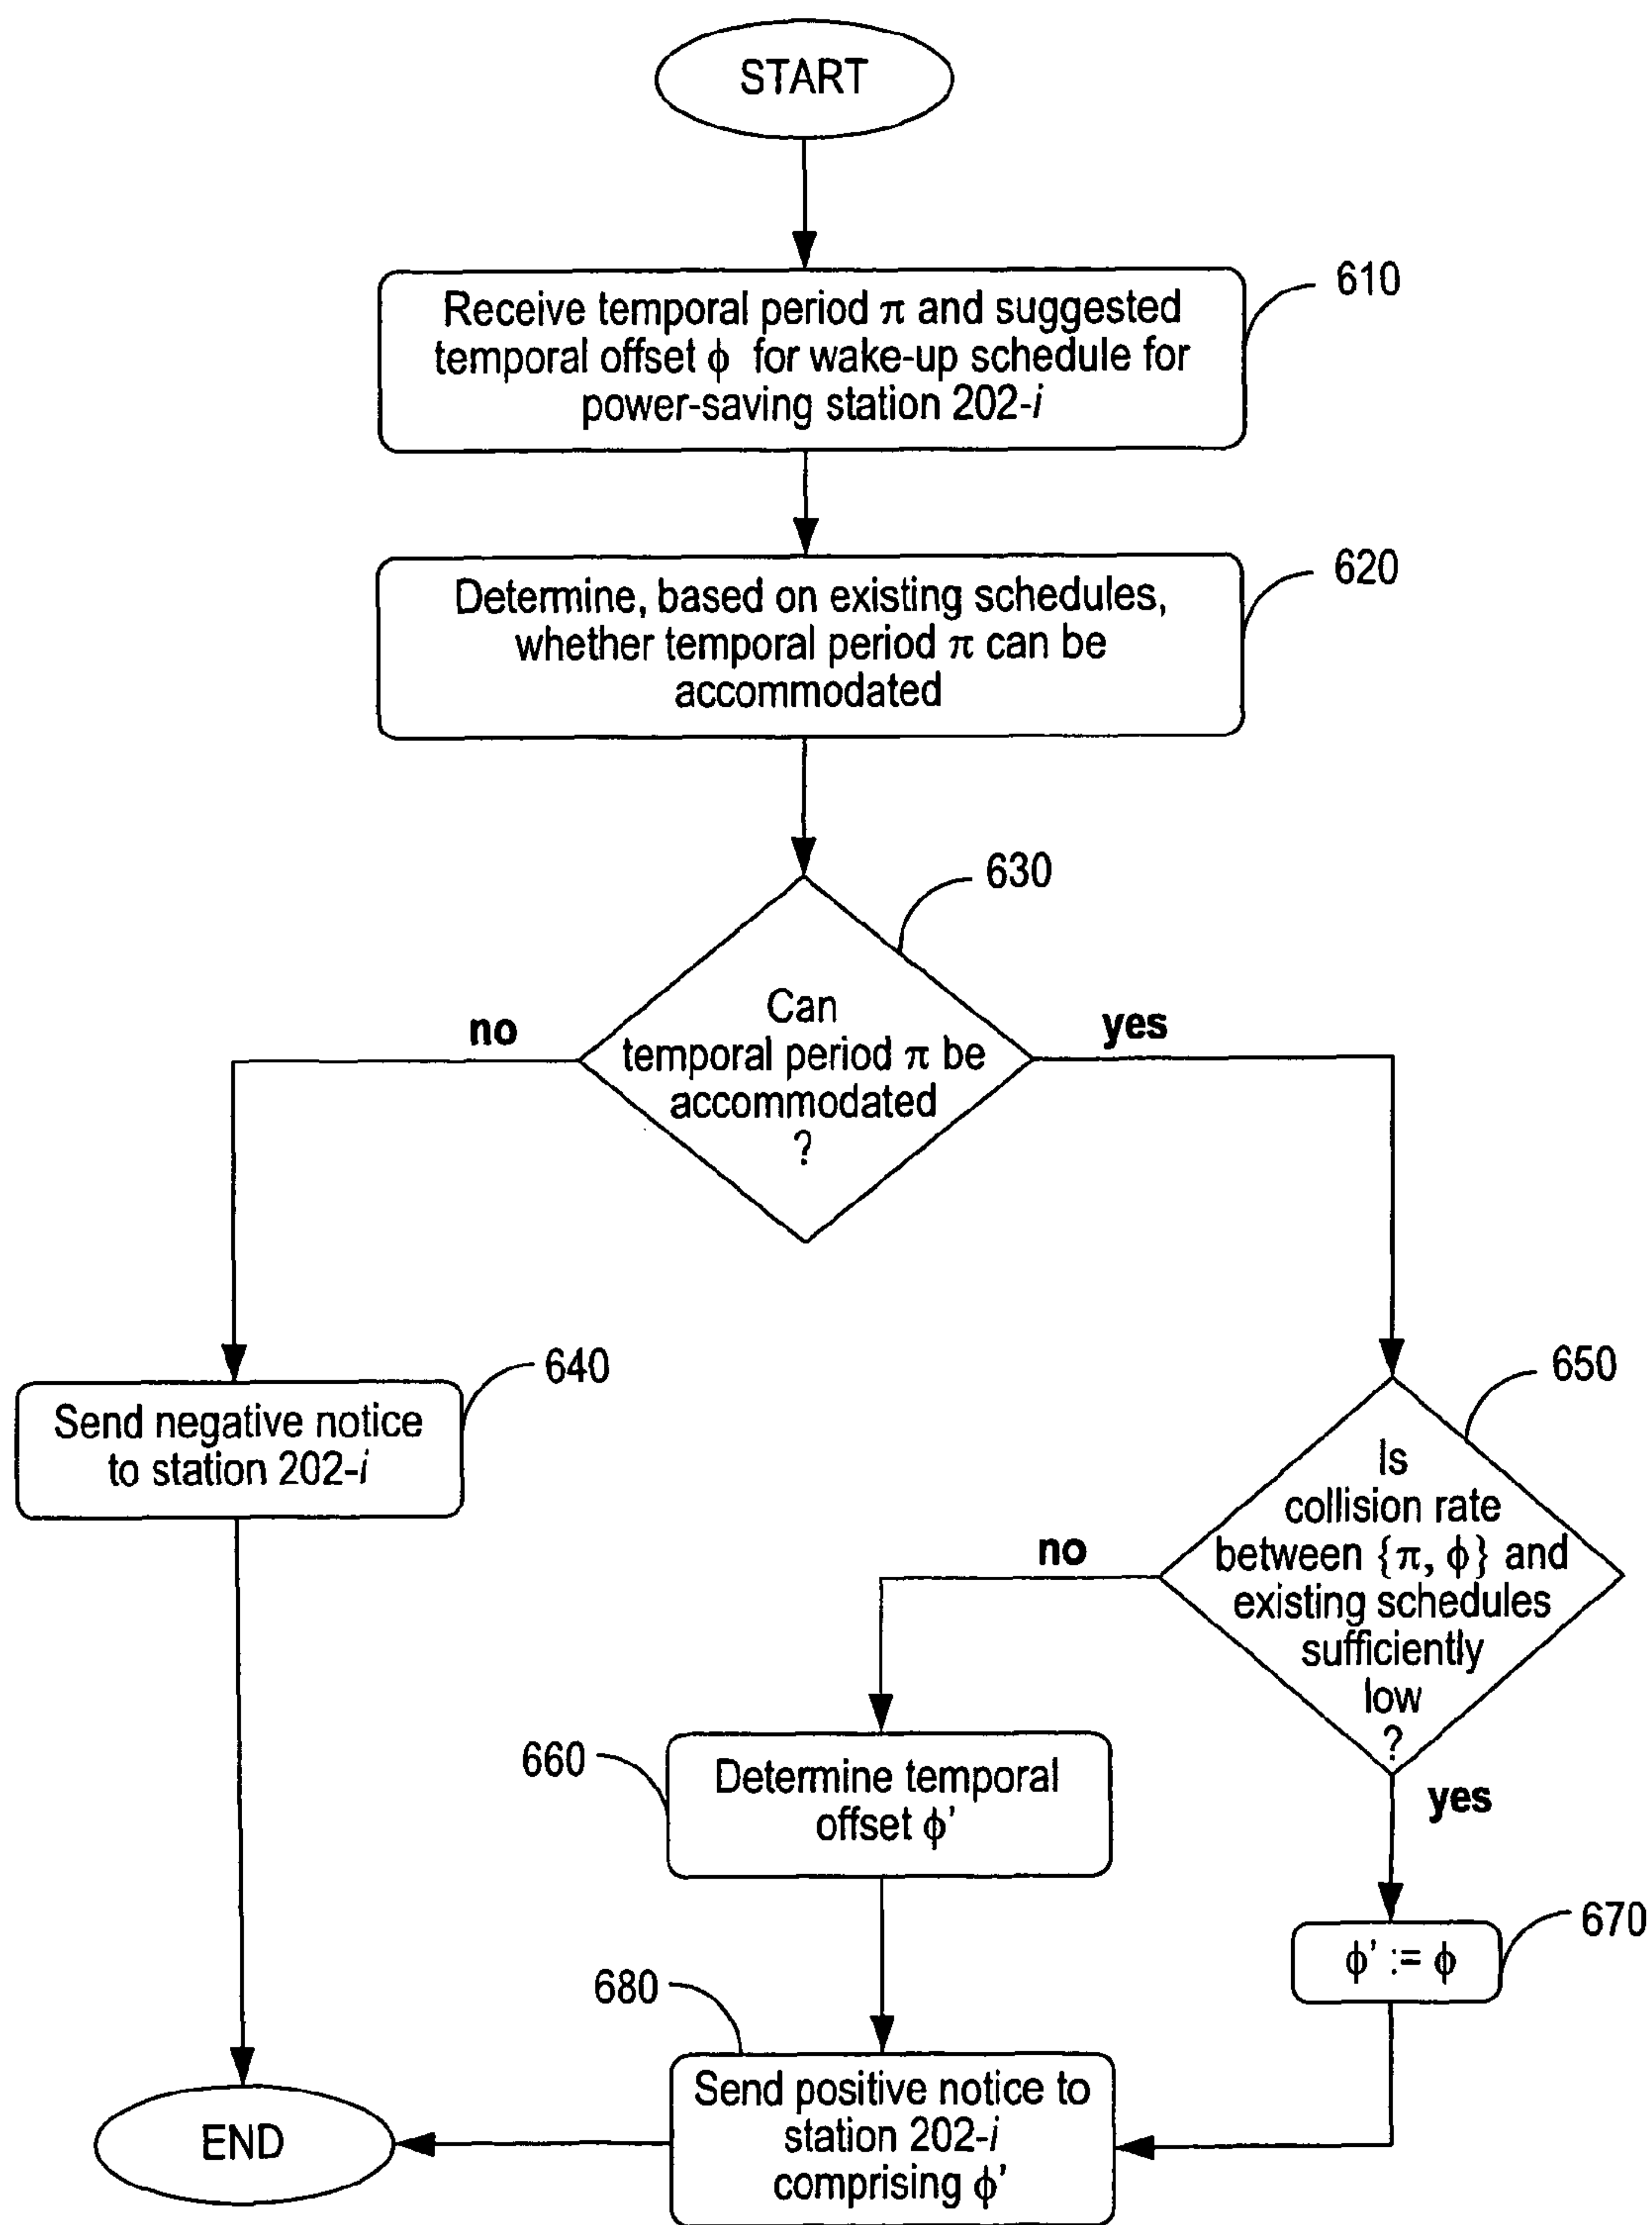 START
610
Receive temporal period π and suggested
temporal offset ϕ for wake-up schedule for
power-saving station 202-i
620
Determine, based on existing schedules,
whether temporal period π can be
accommodated
630
Can
temporal period π be
accommodated
?
no
yes
640
Send negative notice
to station 202-i
650
Is
collision rate
between {π, ϕ} and
existing schedules
sufficiently
low
?
no
yes
660
Determine temporal
offset ϕ'
670
ϕ' := ϕ
680
Send positive notice to
station 202-i
comprising ϕ'
END